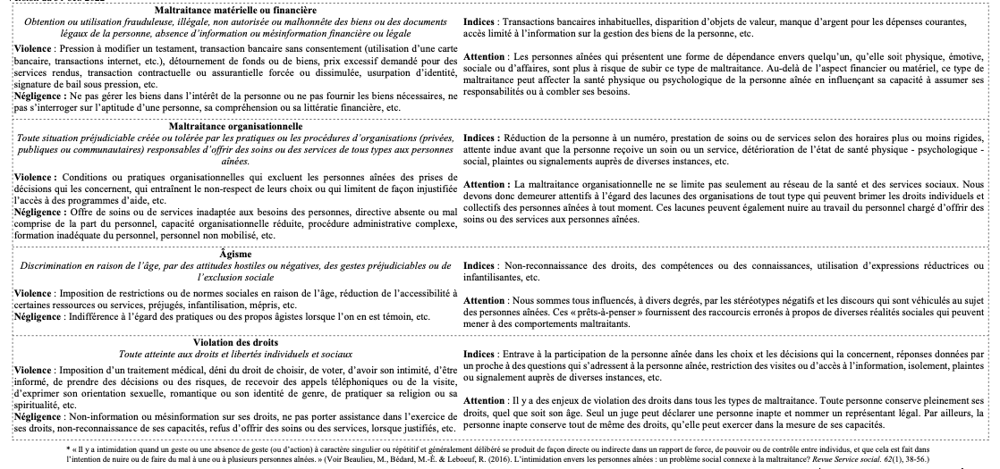 Maltraitance matérielle ou financière
Obtention ou utilisation frauduleuse, illégale, non autorisée ou malhonnête des biens ou des documents
légaux de la personne, absence d'information ou mésinformation financière ou légale
Violence : Pression à modifier un testament, transaction bancaire sans consentement (utilisation d'une carte
bancaire, transactions internet, etc.), détournement de fonds ou de biens, prix excessif demandé pour des
services rendus, transaction contractuelle ou assurantielle forcée ou dissimulée, usurpation d'identité,
signature de bail sous pression, etc.
Négligence : Ne pas gérer les biens dans l'intérêt de la personne ou ne pas fournir les biens nécessaires, ne
pas s'interroger sur l'aptitude d'une personne, sa compréhension ou sa littératie financière, etc.
Indices : Transactions bancaires inhabituelles, disparition d'objets de valeur, manque d'argent pour les dépenses courantes,
accès limité à l'information sur la gestion des biens de la personne, etc.
Attention : Les personnes aînées qui présentent une forme de dépendance envers quelqu'un, qu'elle soit physique, émotive,
sociale ou d'affaires, sont plus à risque de subir ce type de maltraitance. Au-delà de l'aspect financier ou matériel, ce type de
maltraitance peut affecter la santé physique ou psychologique de la personne aînée en influençant sa capacité à assumer ses
responsabilités ou à combler ses besoins.
Maltraitance organisationnelle
Toute situation préjudiciable créée ou tolérée par les pratiques ou les procédures d'organisations (privées,
publiques ou communautaires) responsables d'offrir des soins ou des services de tous types aux personnes
aînées.
Violence : Conditions ou pratiques organisationnelles qui excluent les personnes aînées des prises de
décisions qui les concernent, qui entraînent le non-respect de leurs choix ou qui limitent de façon injustifiée
l'accès à des programmes d'aide, etc.
Négligence : Offre de soins ou de services inadaptée aux besoins des personnes, directive absente ou mal
comprise de la part du personnel, capacité organisationnelle réduite, procédure administrative complexe,
formation inadéquate du personnel, personnel non mobilisé, etc.
Indices : Réduction de la personne à un numéro, prestation de soins ou de services selon des horaires plus ou moins rigides,
attente indue avant que la personne reçoive un soin ou un service, détérioration de l'état de santé physique - psychologique -
social, plaintes ou signalements auprès de diverses instances, etc.
Attention : La maltraitance organisationnelle ne se limite pas seulement au réseau de la santé et des services sociaux. Nous
devons donc demeurer attentifs à l'égard des lacunes des organisations de tout type qui peuvent brimer les droits individuels et
collectifs des personnes aînées à tout moment. Ces lacunes peuvent également nuire au travail du personnel chargé d'offrir des
soins ou des services aux personnes aînées.
Âgisme
Discrimination en raison de l'âge, par des attitudes hostiles ou négatives, des gestes préjudiciables ou de
l'exclusion sociale
Violence : Imposition de restrictions ou de normes sociales en raison de l'âge, réduction de l'accessibilité à
certaines ressources ou services, préjugés, infantilisation, mépris, etc.
Négligence : Indifférence à l'égard des pratiques ou des propos âgistes lorsque l'on en est témoin, etc.
Indices : Non-reconnaissance des droits, des compétences ou des connaissances, utilisation d'expressions réductrices ou
infantilisantes, etc.
Attention : Nous sommes tous influencés, à divers degrés, par les stéréotypes négatifs et les discours qui sont véhiculés au sujet
des personnes aînées. Ces « prêts-à-penser » fournissent des raccourcis erronés à propos de diverses réalités sociales qui peuvent
mener à des comportements maltraitants.
Violation des droits
Toute atteinte aux droits et libertés individuels et sociaux
Violence : Imposition d'un traitement médical, déni du droit de choisir, de voter, d'avoir son intimité, d'être
informé, de prendre des décisions ou des risques, de recevoir des appels téléphoniques ou de la visite,
d'exprimer son orientation sexuelle, romantique ou son identité de genre, de pratiquer sa religion ou sa
spiritualité, etc.
Négligence : Non-information ou mésinformation sur ses droits, ne pas porter assistance dans l'exercice de
ses droits, non-reconnaissance de ses capacités, refus d'offrir des soins ou des services, lorsque justifiés, etc.
Indices : Entrave à la participation de la personne aînée dans les choix et les décisions qui la concernent, réponses données par
un proche à des questions qui s'adressent à la personne aînée, restriction des visites ou d'accès à l'information, isolement, plaintes
ou signalements auprès de diverses instances, etc.
Attention : Il y a des enjeux de violation des droits dans tous les types de maltraitance. Toute personne conserve pleinement ses
droits, quel que soit son âge. Seul un juge peut déclarer une personne inapte et nommer un représentant légal. Par ailleurs, la
personne inapte conserve tout de même des droits, qu'elle peut exercer dans la mesure de ses capacités.
* « Il y a intimidation quand un geste ou une absence de geste (ou d'action) à caractère singulier ou répétitif et généralement délibéré se produit de façon directe ou indirecte dans un rapport de force, de pouvoir ou de contrôle entre individus, et que cela est fait dans
l'intention de nuire ou de faire du mal à une ou à plusieurs personnes aînées. » (Voir Beaulieu, M., Bédard, M.-É. & Leboeuf, R. (2016). L'intimidation envers les personnes aînées : un problème social connexe à la maltraitance? Revue Service social. 62(1), 38-56.)